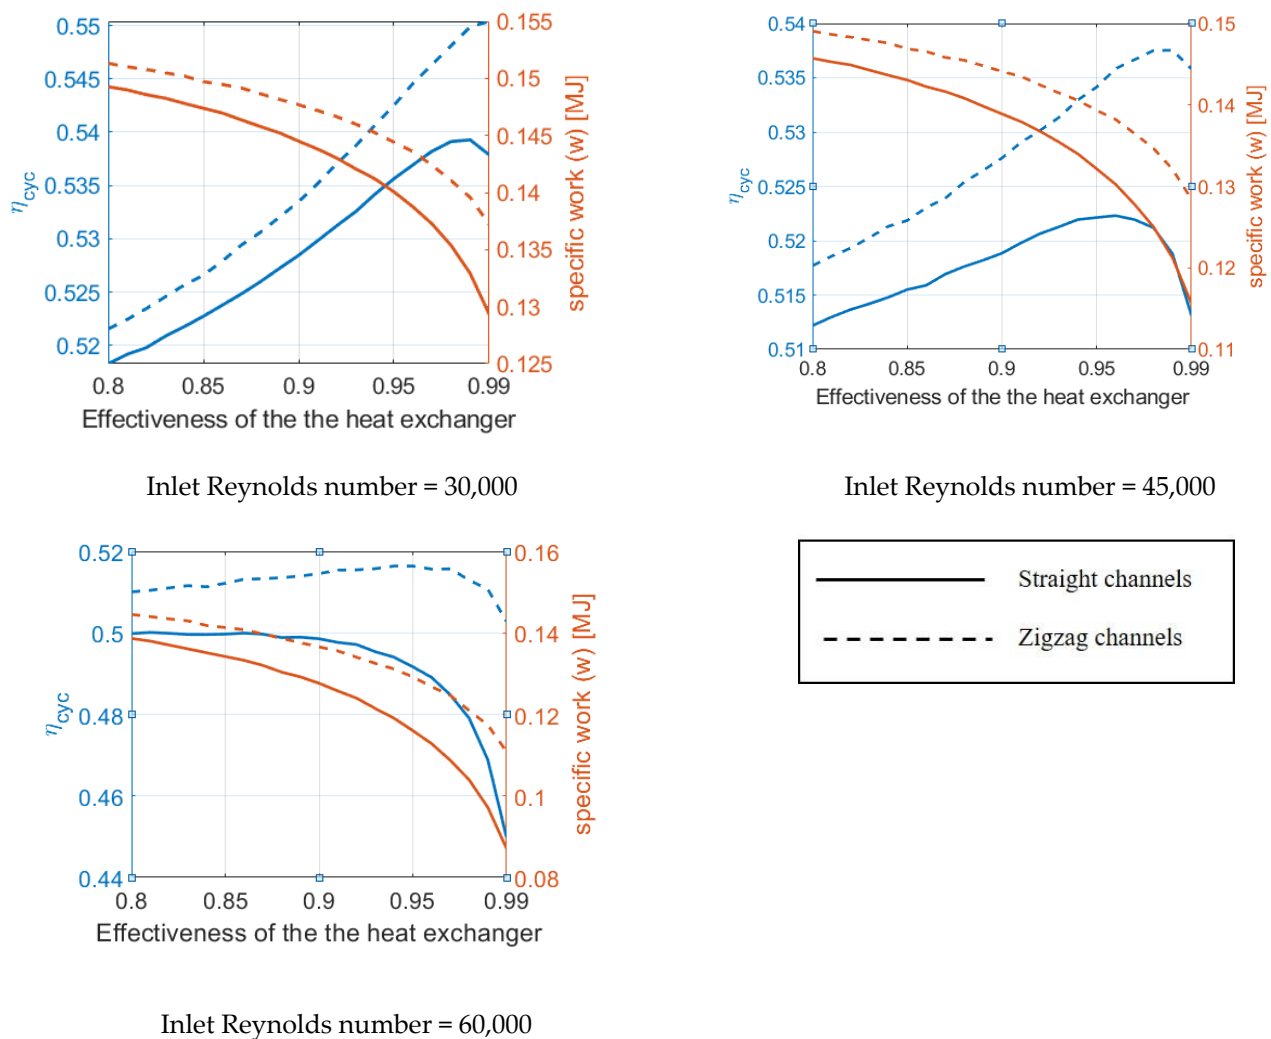 0.55
0.545
0.54
0.535
0.53
0.525
0.52
η_cyc
0.155
0.15
0.145
0.14
0.135
0.13
0.125
specific work (w) [MJ]
0.8 0.85 0.9 0.95 0.99
Effectiveness of the the heat exchanger
Inlet Reynolds number = 30,000
0.54
0.535
0.53
0.525
0.52
0.515
0.51
η_cyc
0.15
0.14
0.13
0.12
0.11
specific work (w) [MJ]
0.8 0.85 0.9 0.95 0.99
Effectiveness of the the heat exchanger
Inlet Reynolds number = 45,000
0.52
0.5
0.48
0.46
0.44
η_cyc
0.16
0.14
0.12
0.1
0.08
specific work (w) [MJ]
0.8 0.85 0.9 0.95 0.99
Effectiveness of the the heat exchanger
Inlet Reynolds number = 60,000
Straight channels
Zigzag channels